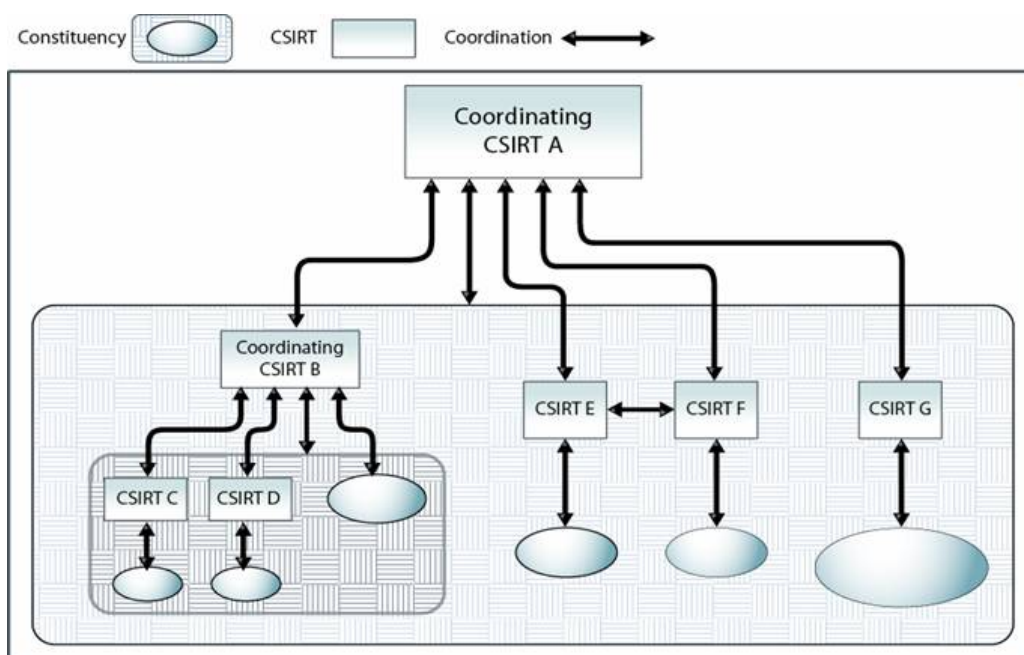 Constituency
CSIRT
Coordination
Coordinating
CSIRT A
Coordinating
CSIRT B
CSIRT E
CSIRT F
CSIRT G
CSIRT C
CSIRT D